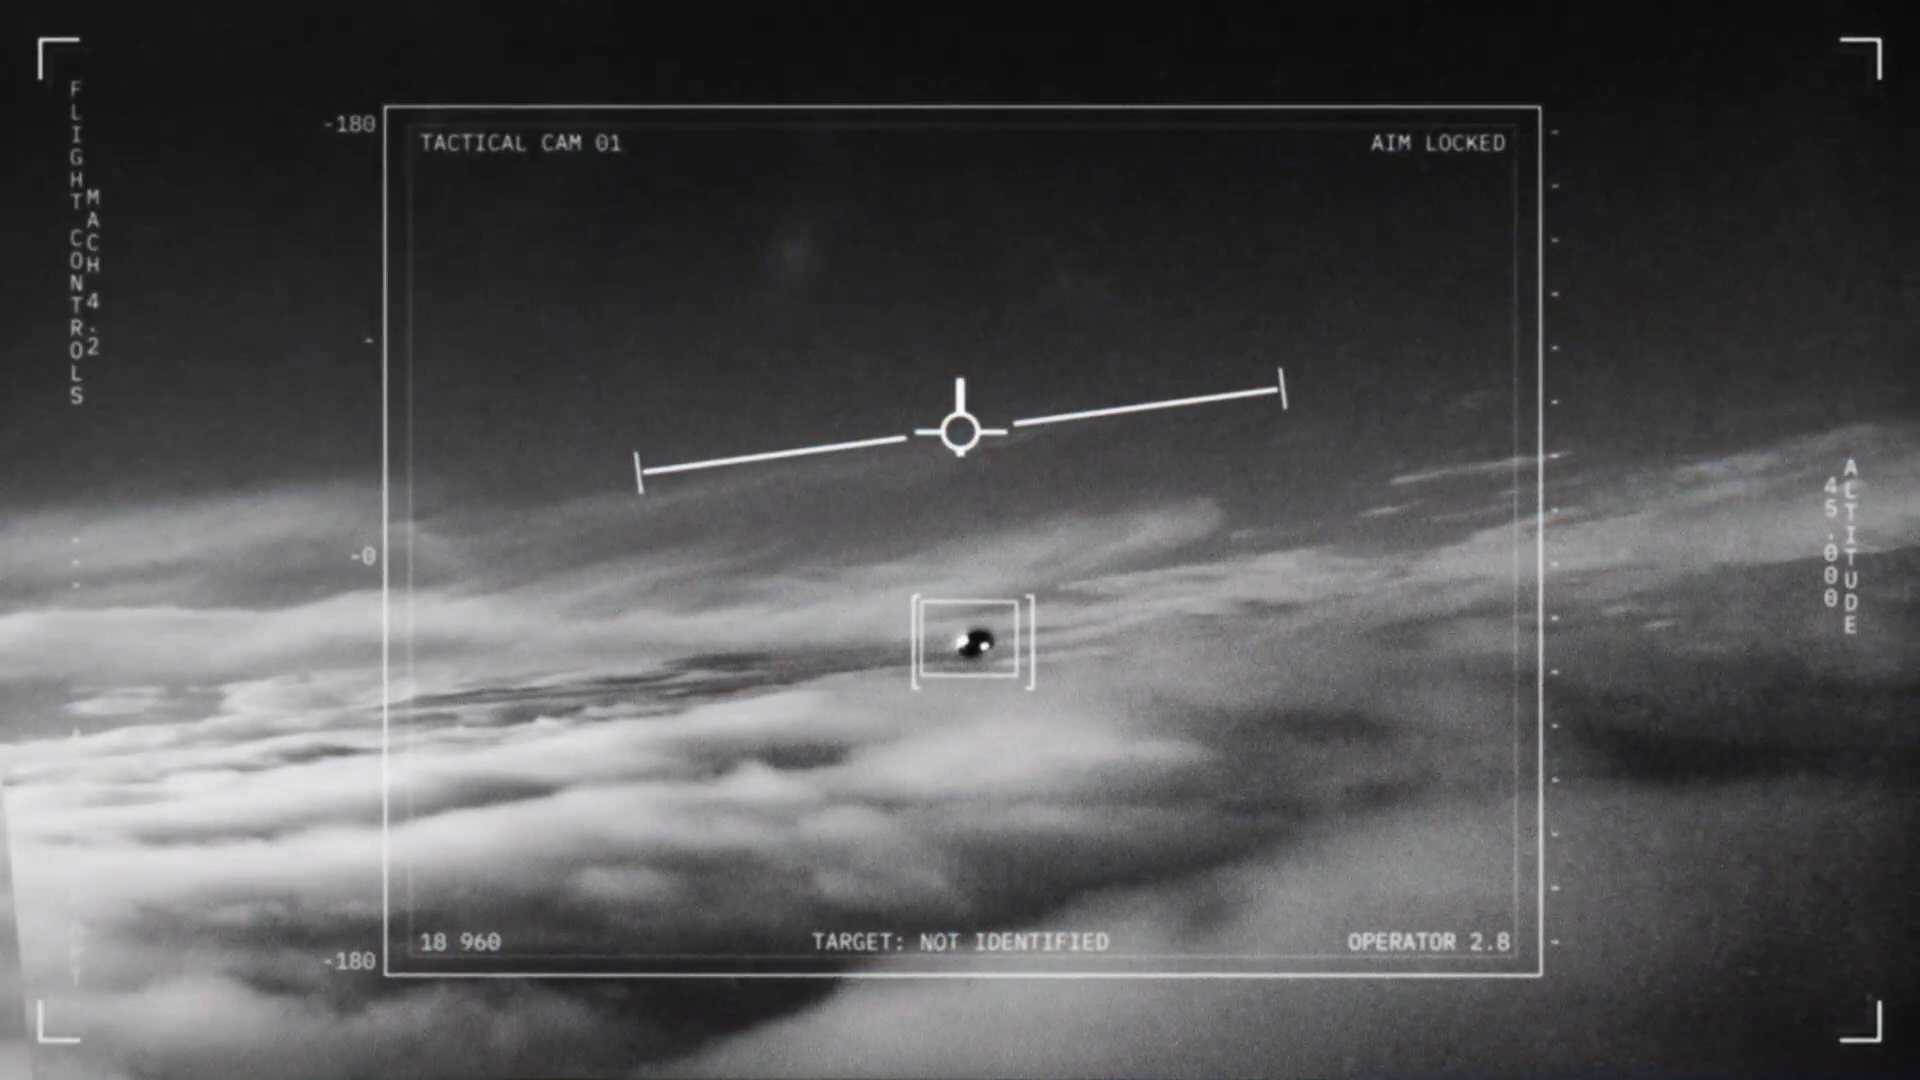 FLIGHT CONTROLS
MACH 4.2
-180
TACTICAL CAM 01
AIM LOCKED
-0
ALTITUDE
45.000
18 960
TARGET: NOT IDENTIFIED
OPERATOR 2.8
-180